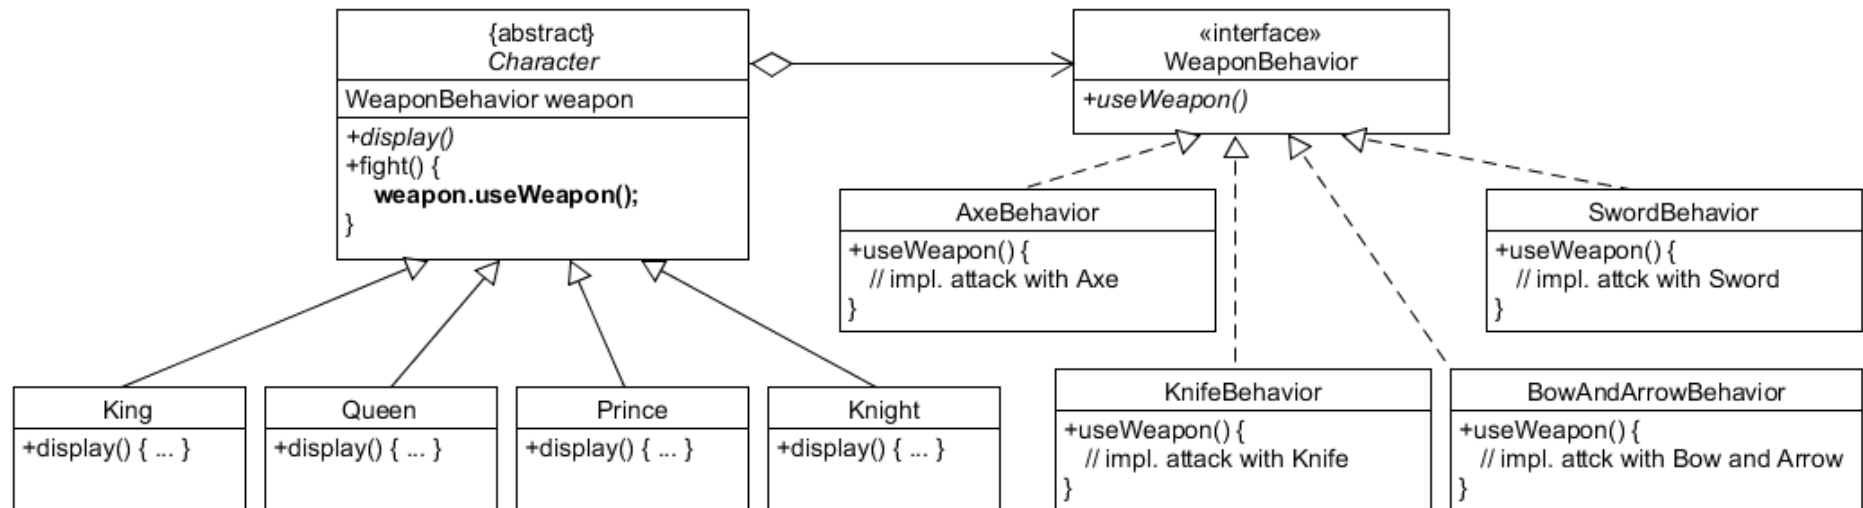 {abstract}
Character
WeaponBehavior weapon
+display()
+fight() {
weapon.useWeapon();
}
«interface»
WeaponBehavior
+useWeapon()
AxeBehavior
+useWeapon() {
// impl. attack with Axe
}
SwordBehavior
+useWeapon() {
// impl. attck with Sword
}
King
+display() { ... }
Queen
+display() { ... }
Prince
+display() { ... }
Knight
+display() { ... }
KnifeBehavior
+useWeapon() {
// impl. attack with Knife
}
BowAndArrowBehavior
+useWeapon() {
// impl. attck with Bow and Arrow
}